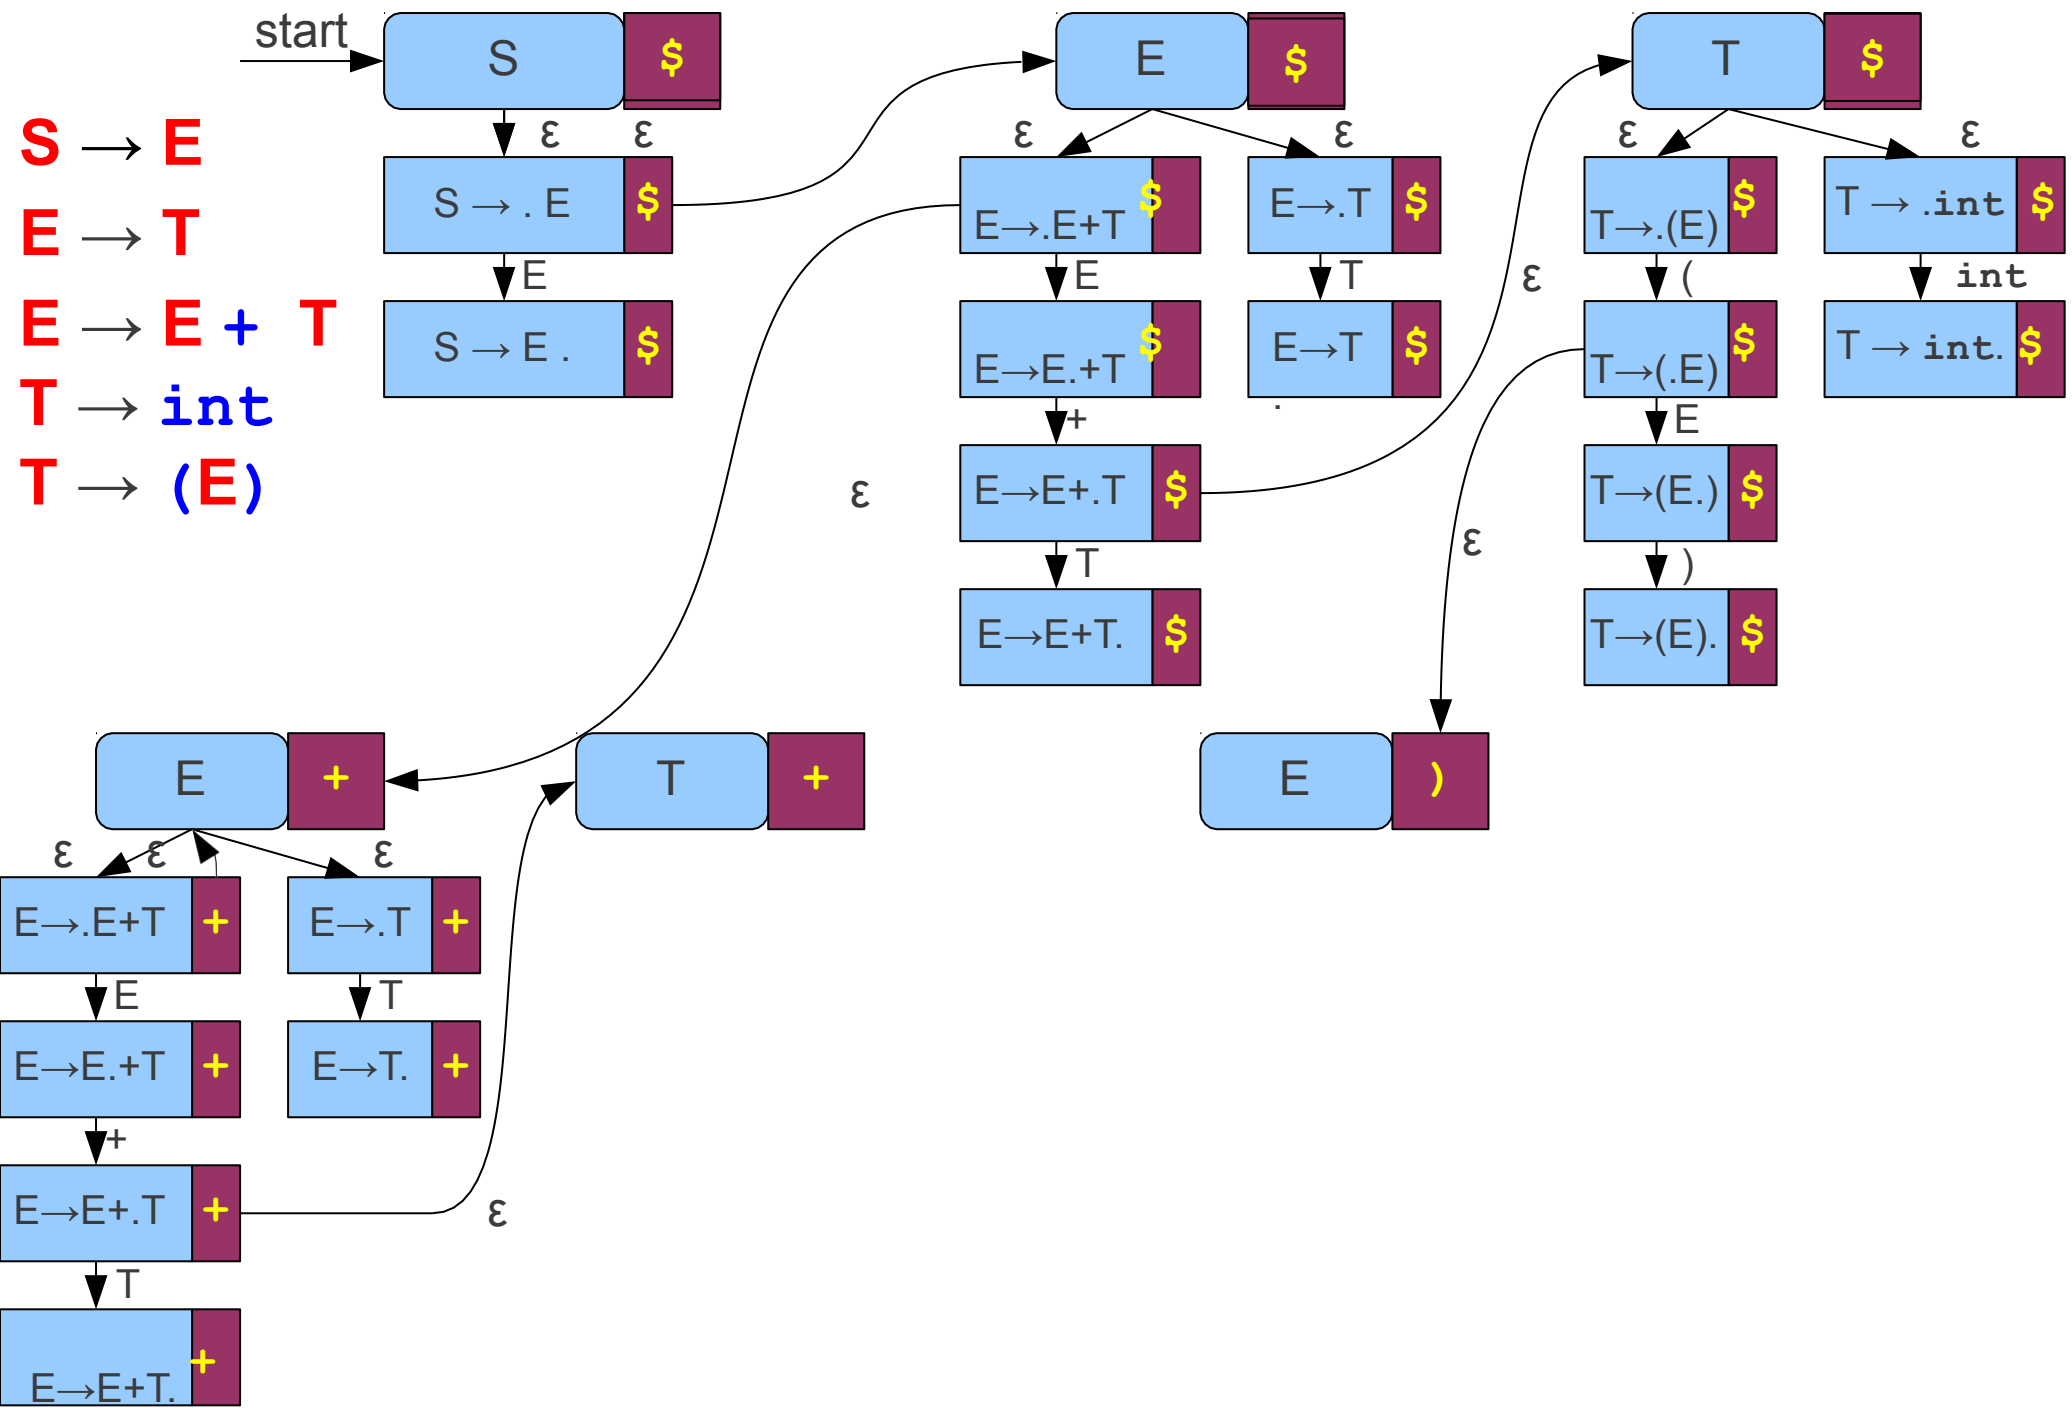 start
S $
E $
T $
S → E
ε ε
ε ε
ε ε
S → . E $
E→.E+T $
E→.T $
T→.(E) $
T → .int $
E → T
E
E
T
ε
(
int
E → E + T
S → E . $
E→E.+T $
E→T $
.
T→(.E) $
T → int. $
T → int
+
E
T → (E)
ε
E→E+.T $
T→(E.) $
T
ε
)
E→E+T. $
T→(E). $
E +
T +
E )
ε ε ε
E→.E+T +
E→.T +
E
T
E→E.+T +
E→T. +
+
E→E+.T +
ε
T
E→E+T. +